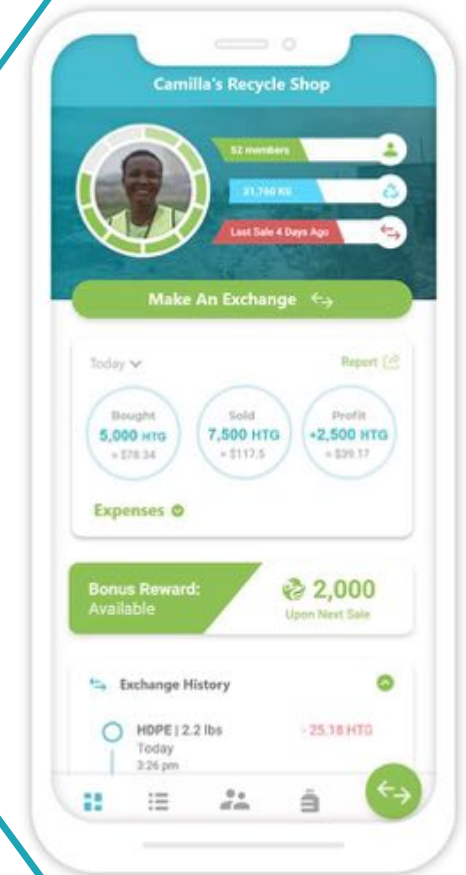 Camilla's Recycle Shop
52 members
31,760 KG
Last Sale 4 Days Ago
Make An Exchange
Today
Report
Bought
5,000 HTG
≈ $78.34
Sold
7,500 HTG
≈ $117.5
Profit
+2,500 HTG
≈ $39.17
Expenses
Bonus Reward:
Available
2,000
Upon Next Sale
Exchange History
HDPE | 2.2 lbs
- 25.18 HTG
Today
3:26 pm